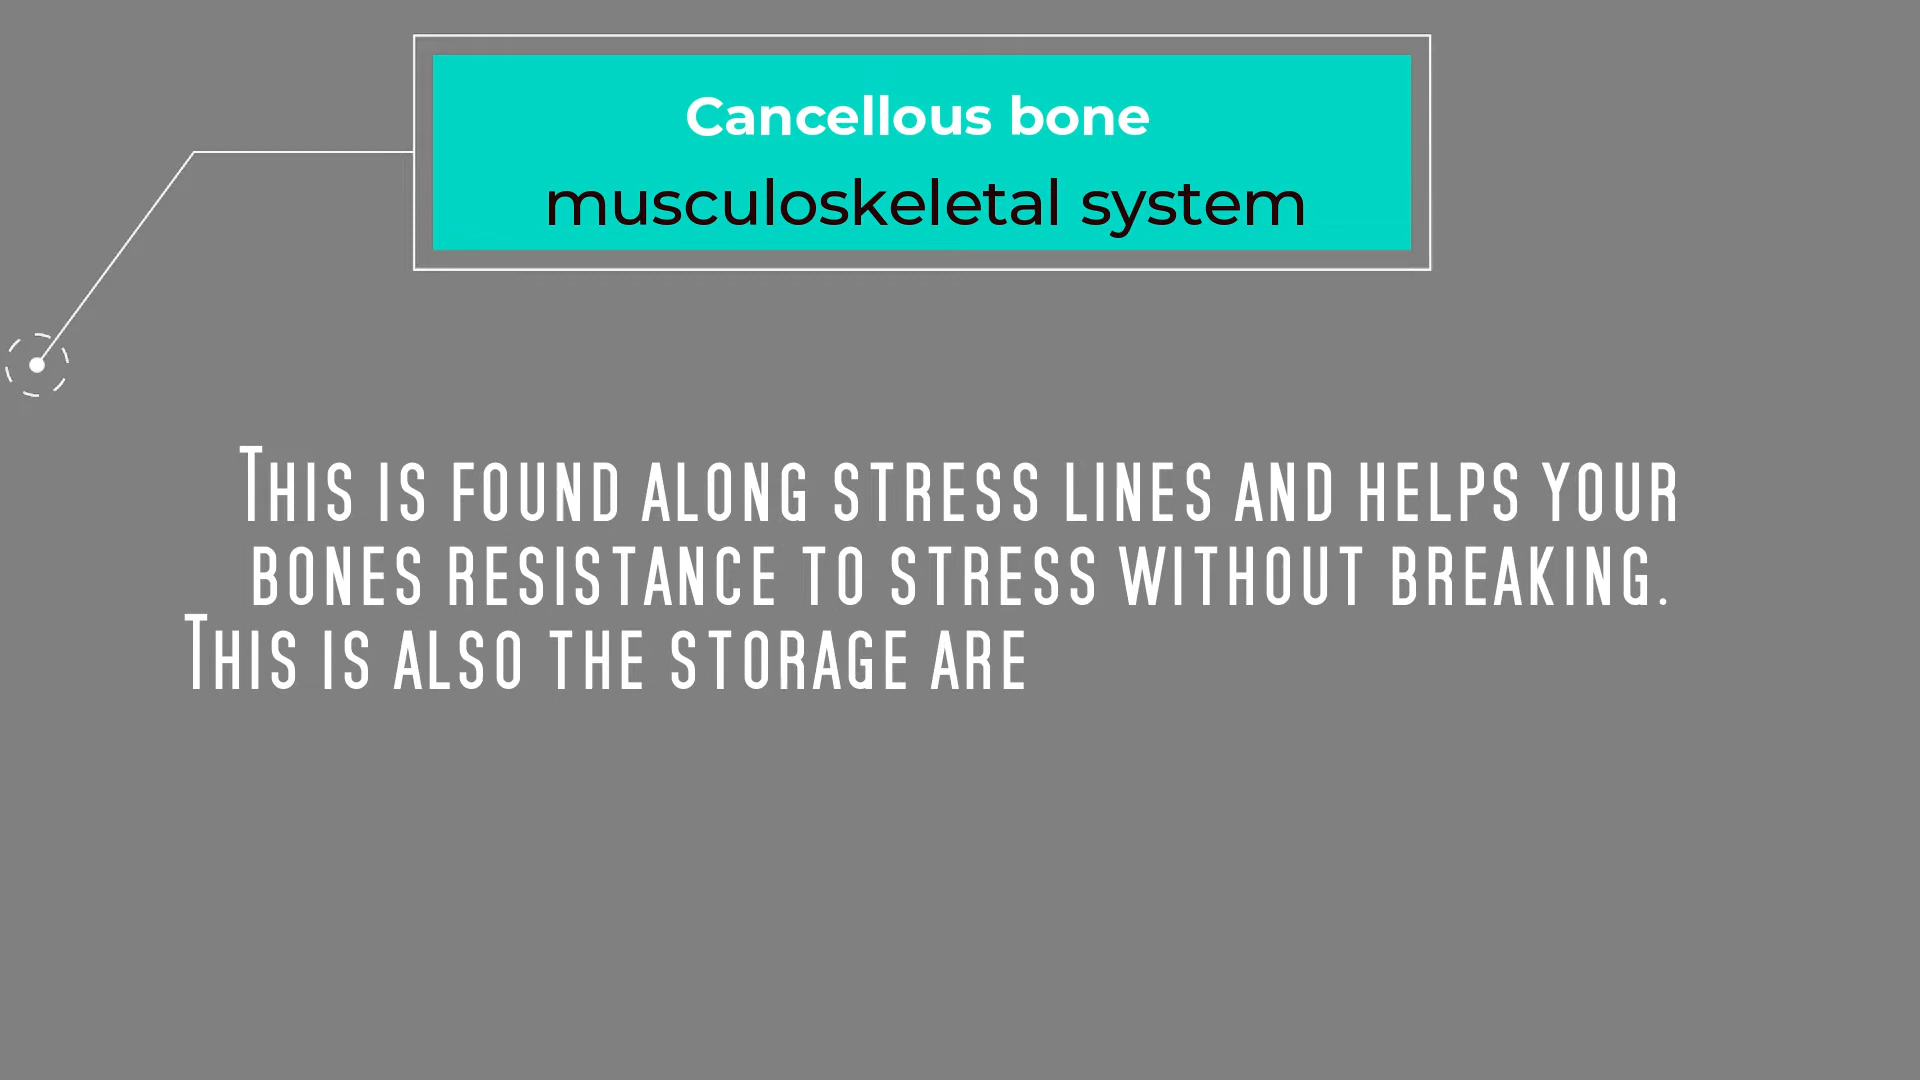 Cancellous bone
musculoskeletal system
This is found along stress lines and helps your
bones resistance to stress without breaking.
This is also the storage are